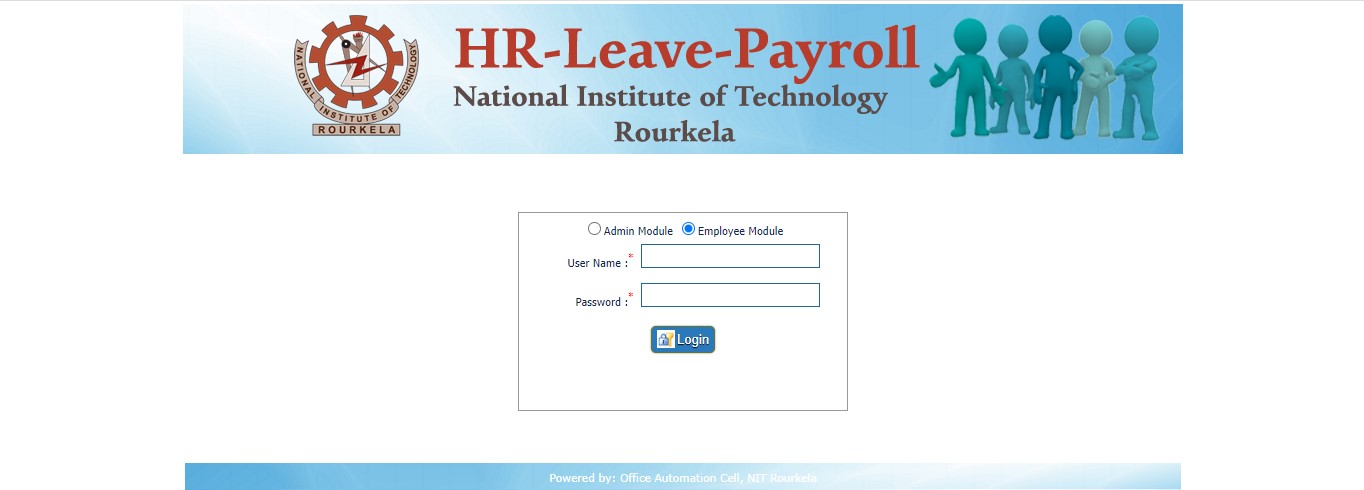 NATIONAL INSTITUTE OF TECHNOLOGY
ROURKELA
HR-Leave-Payroll
National Institute of Technology
Rourkela
Admin Module Employee Module
User Name :*
Password :*
Login
Powered by: Office Automation Cell, NIT Rourkela